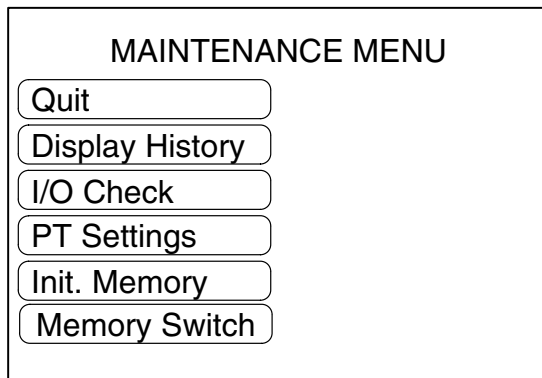 MAINTENANCE MENU
Quit
Display History
I/O Check
PT Settings
Init. Memory
Memory Switch